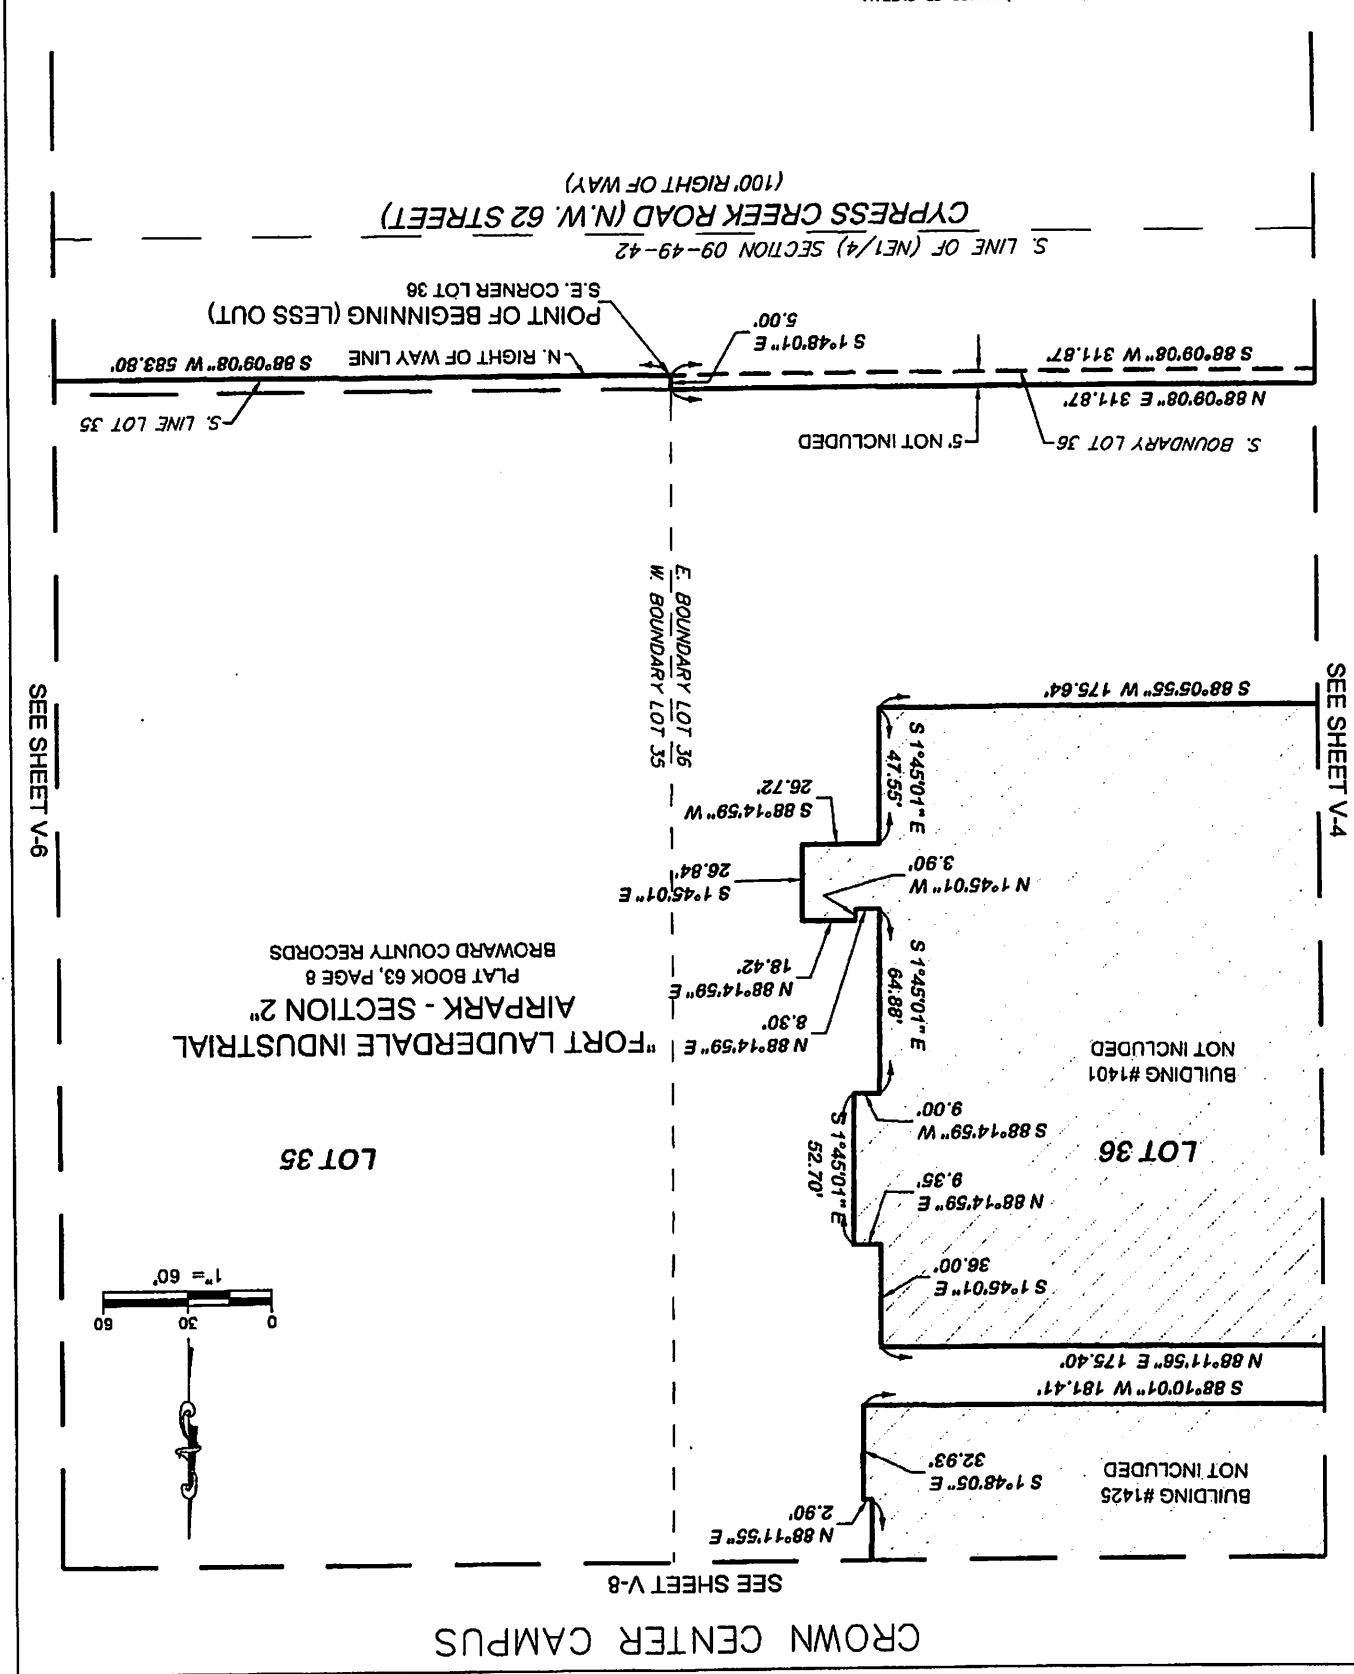 CROWN CENTER CAMPUS
SEE SHEET V-8
BUILDING #1425
NOT INCLUDED
N 88°11'55" E
2.90'
S 1°48'05" E
32.93'
S 88°10'01" W 181.41'
N 88°11'56" E 175.40'
S 1°45'01" E
36.00'
0 30 60
1"= 60'
N 88°14'59" E
9.35'
S 1°45'01" E
52.70'
LOT 36
LOT 35
S 88°14'59" W
9.00'
BUILDING #1401
NOT INCLUDED
S 1°45'01" E
64.88'
N 88°14'59" E
8.30'
N 88°14'59" E
18.42'
"FORT LAUDERDALE INDUSTRIAL
AIRPARK - SECTION 2"
PLAT BOOK 63, PAGE 8
BROWARD COUNTY RECORDS
N 1°45'01" W
3.90'
S 1°45'01" E
26.84'
S 88°14'59" W
26.72'
S 1°45'01" E
47.55'
SEE SHEET V-4
SEE SHEET V-6
S 88°05'55" W 175.64'
E. BOUNDARY LOT 36
W. BOUNDARY LOT 35
S. BOUNDARY LOT 36
5' NOT INCLUDED
S. LINE LOT 35
N 88°09'08" E 311.87'
S 88°09'08" W 311.87'
S 1°48'01" E
5.00'
N. RIGHT OF WAY LINE
S 88°09'08" W 583.80'
POINT OF BEGINNING (LESS OUT)
S.E. CORNER LOT 36
S. LINE OF (NE1/4) SECTION 09-49-42
CYPRESS CREEK ROAD (N.W. 62 STREET)
(100' RIGHT OF WAY)